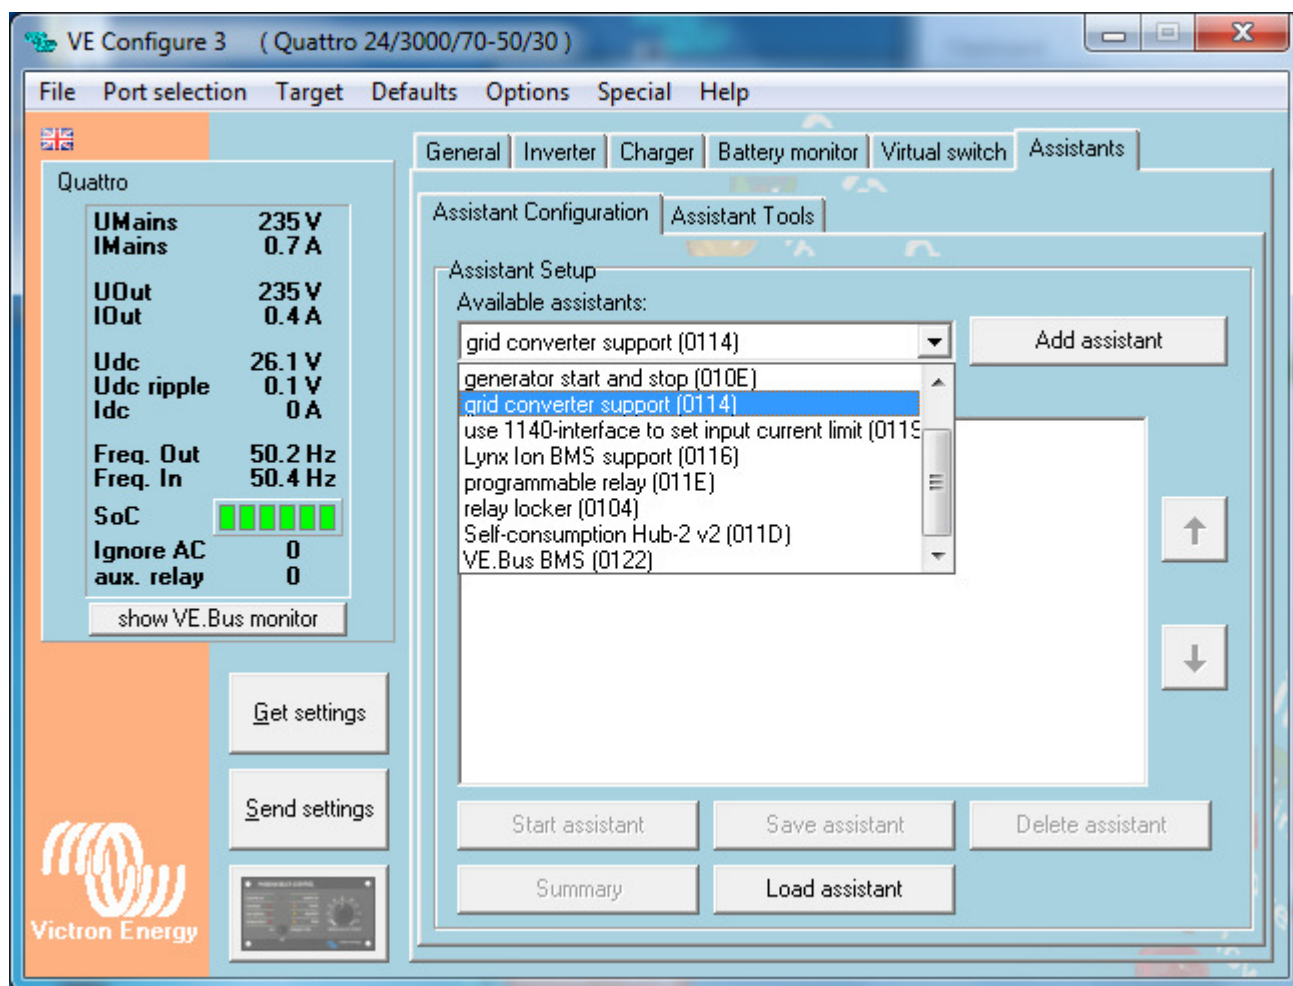 VE Configure 3 ( Quattro 24/3000/70-50/30 )
File Port selection Target Defaults Options Special Help
General Inverter Charger Battery monitor Virtual switch Assistants
Quattro
UMains 235 V
IMains 0.7 A
UOut 235 V
IOut 0.4 A
Udc 26.1 V
Udc ripple 0.1 V
Idc 0 A
Freq. Out 50.2 Hz
Freq. In 50.4 Hz
SoC
Ignore AC 0
aux. relay 0
show VE.Bus monitor
Get settings
Send settings
Victron Energy
Assistant Configuration Assistant Tools
Assistant Setup
Available assistants:
grid converter support (0114)
Add assistant
generator start and stop (010E)
grid converter support (0114)
use 1140-interface to set input current limit (011
Lynx Ion BMS support (0116)
programmable relay (011E)
relay locker (0104)
Self-consumption Hub-2 v2 (011D)
VE.Bus BMS (0122)
Start assistant Save assistant Delete assistant
Summary Load assistant